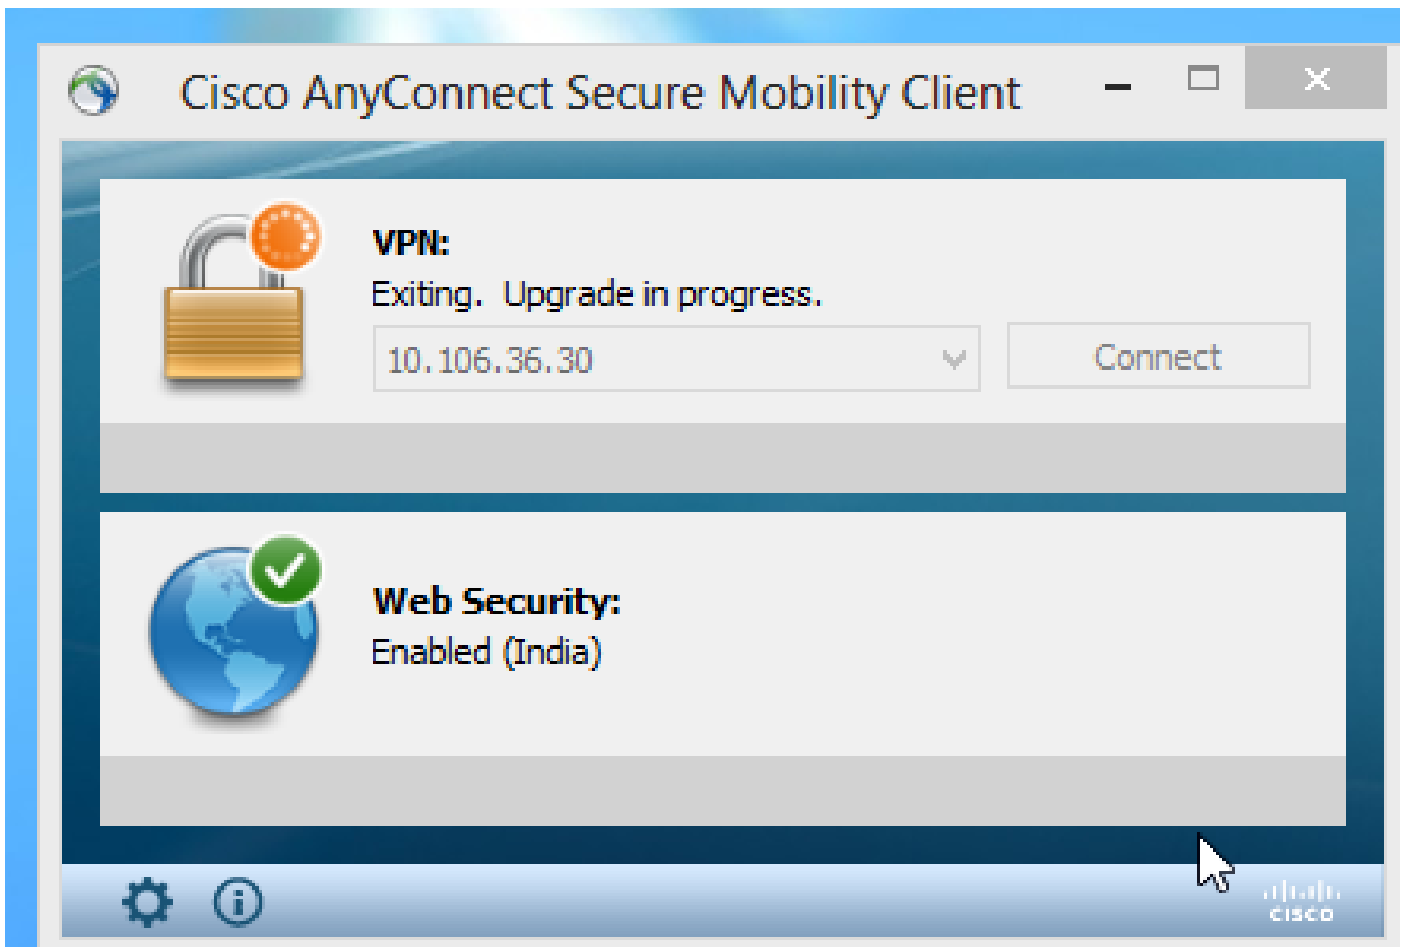 Cisco AnyConnect Secure Mobility Client
VPN:
Exiting. Upgrade in progress.
10.106.36.30
Connect
Web Security:
Enabled (India)
CISCO